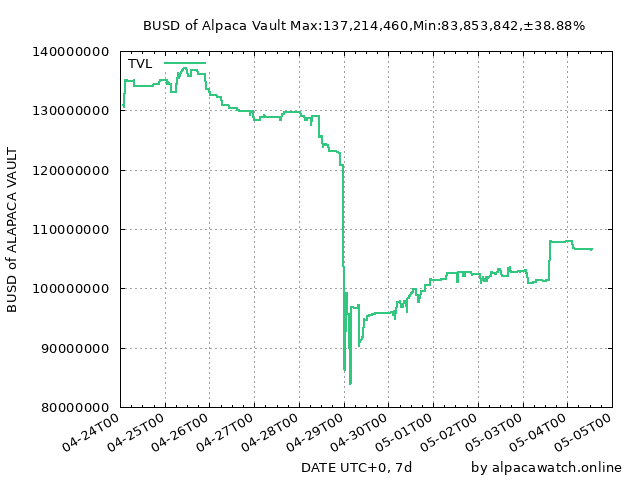 BUSD of Alpaca Vault Max:137,214,460,Min:83,853,842,±38.88%
TVL
140000000
130000000
120000000
110000000
100000000
90000000
80000000
BUSD of ALAPACA VAULT
04-24T00
04-25T00
04-26T00
04-27T00
04-28T00
04-29T00
04-30T00
05-01T00
05-02T00
05-03T00
05-04T00
05-05T00
DATE UTC+0, 7d
by alpacawatch.online